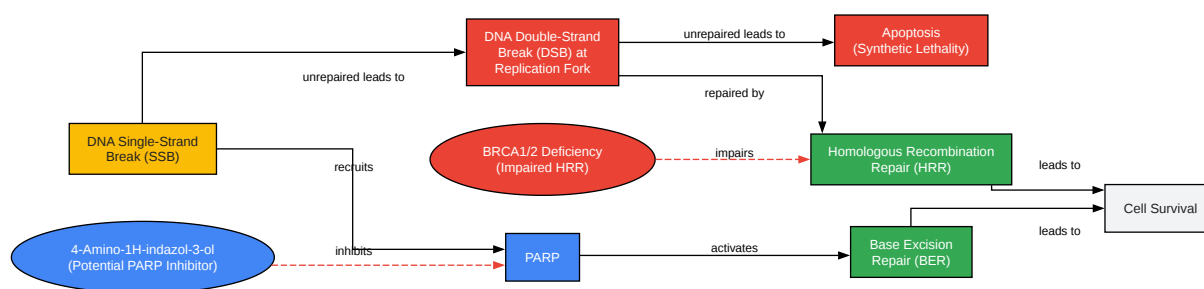 DNA Double-Strand
Break (DSB) at
Replication Fork
unrepaired leads to
Apoptosis
(Synthetic Lethality)
unrepaired leads to
repaired by
DNA Single-Strand
Break (SSB)
recruits
BRCA1/2 Deficiency
(Impaired HRR)
impairs
Homologous Recombination
Repair (HRR)
leads to
Cell Survival
4-Amino-1H-indazol-3-ol
(Potential PARP Inhibitor)
inhibits
PARP
activates
Base Excision
Repair (BER)
leads to